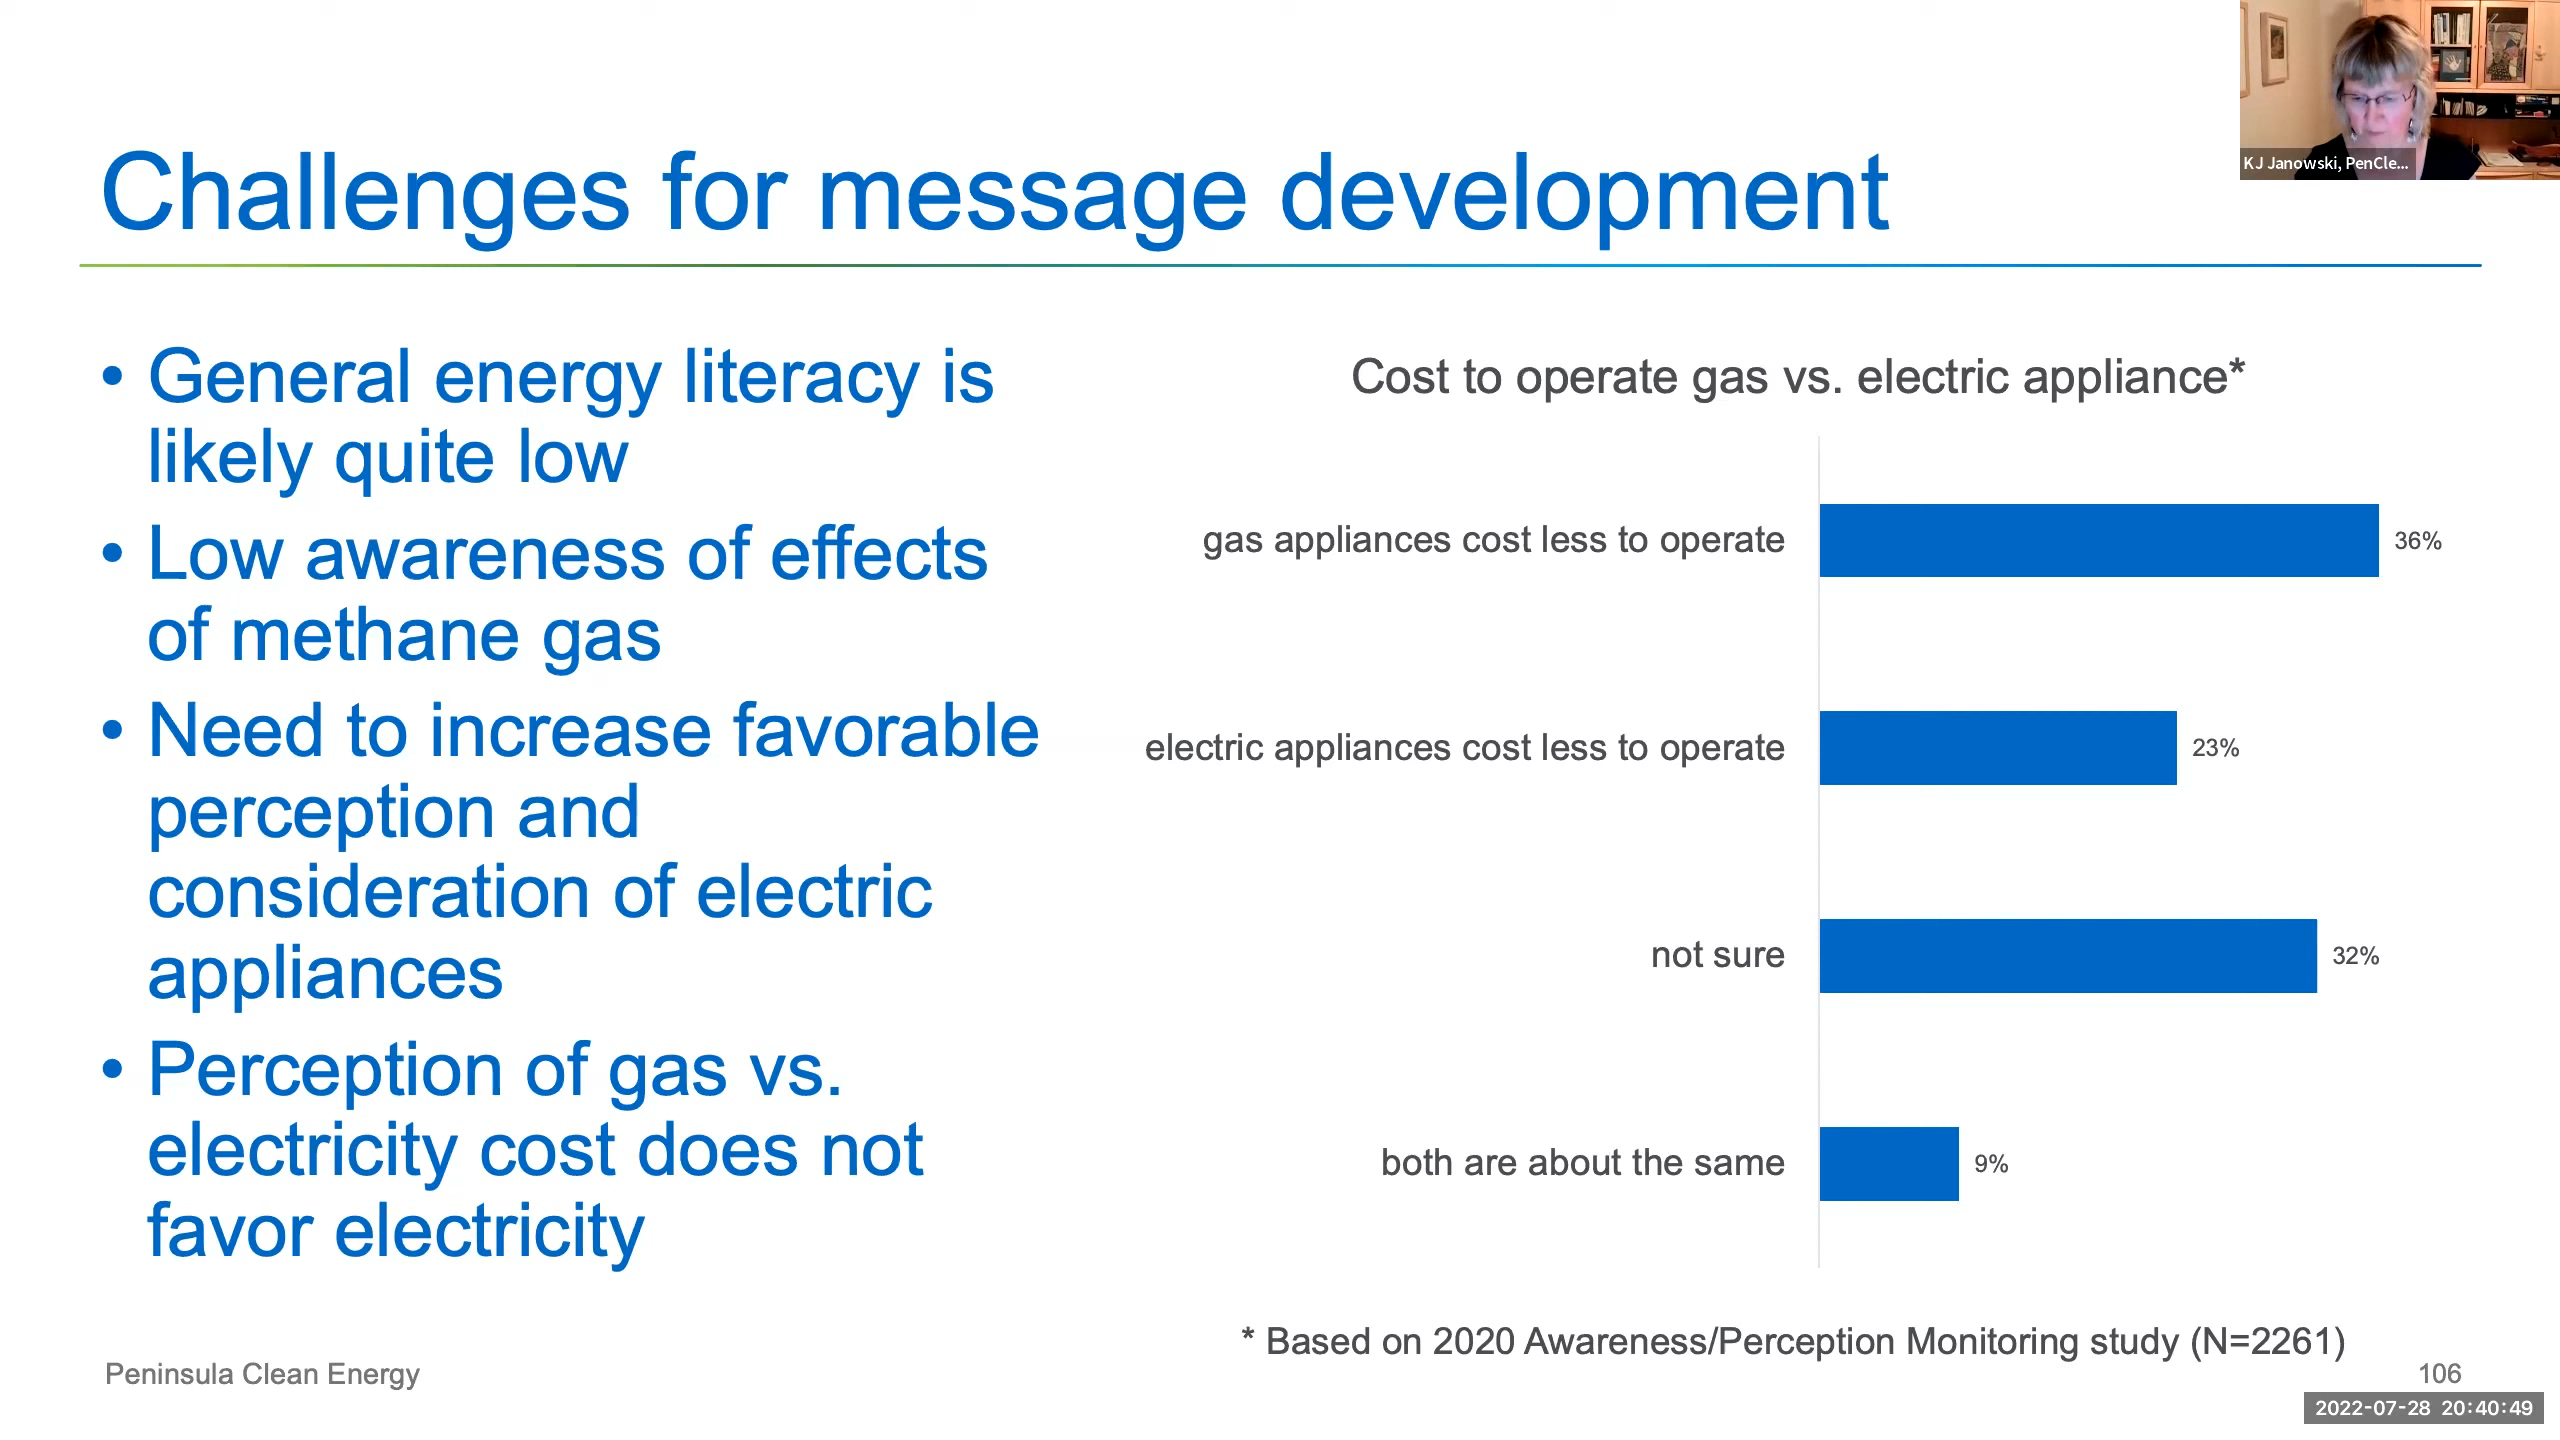 KJ Janowski, PenCle...
Challenges for message development
• General energy literacy is
likely quite low
• Low awareness of effects
of methane gas
• Need to increase favorable
perception and
consideration of electric
appliances
• Perception of gas vs.
electricity cost does not
favor electricity
Cost to operate gas vs. electric appliance*
gas appliances cost less to operate 36%
electric appliances cost less to operate 23%
not sure 32%
both are about the same 9%
* Based on 2020 Awareness/Perception Monitoring study (N=2261)
Peninsula Clean Energy
106
2022-07-28 20:40:49